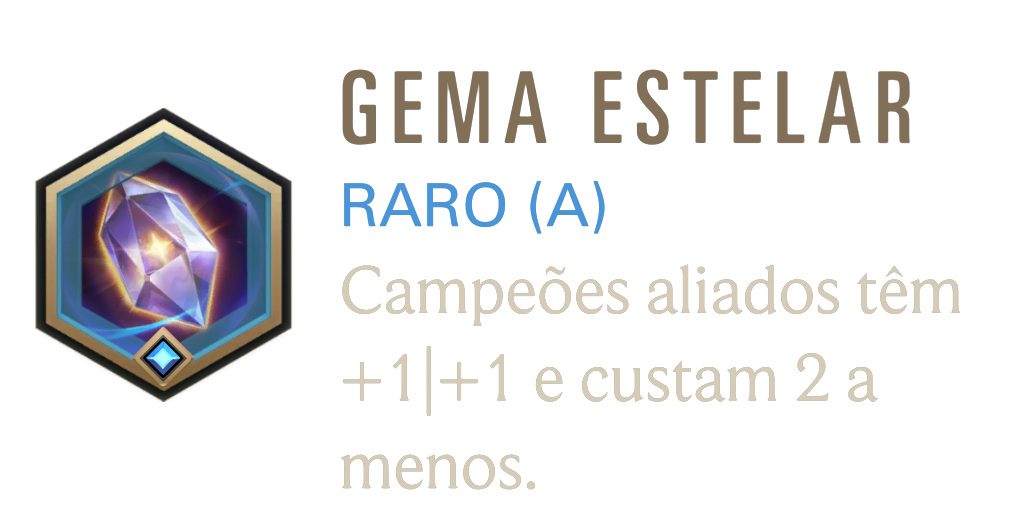 GEMA ESTELAR
RARO (A)
Campeões aliados têm
+1|+1 e custam 2 a
menos.